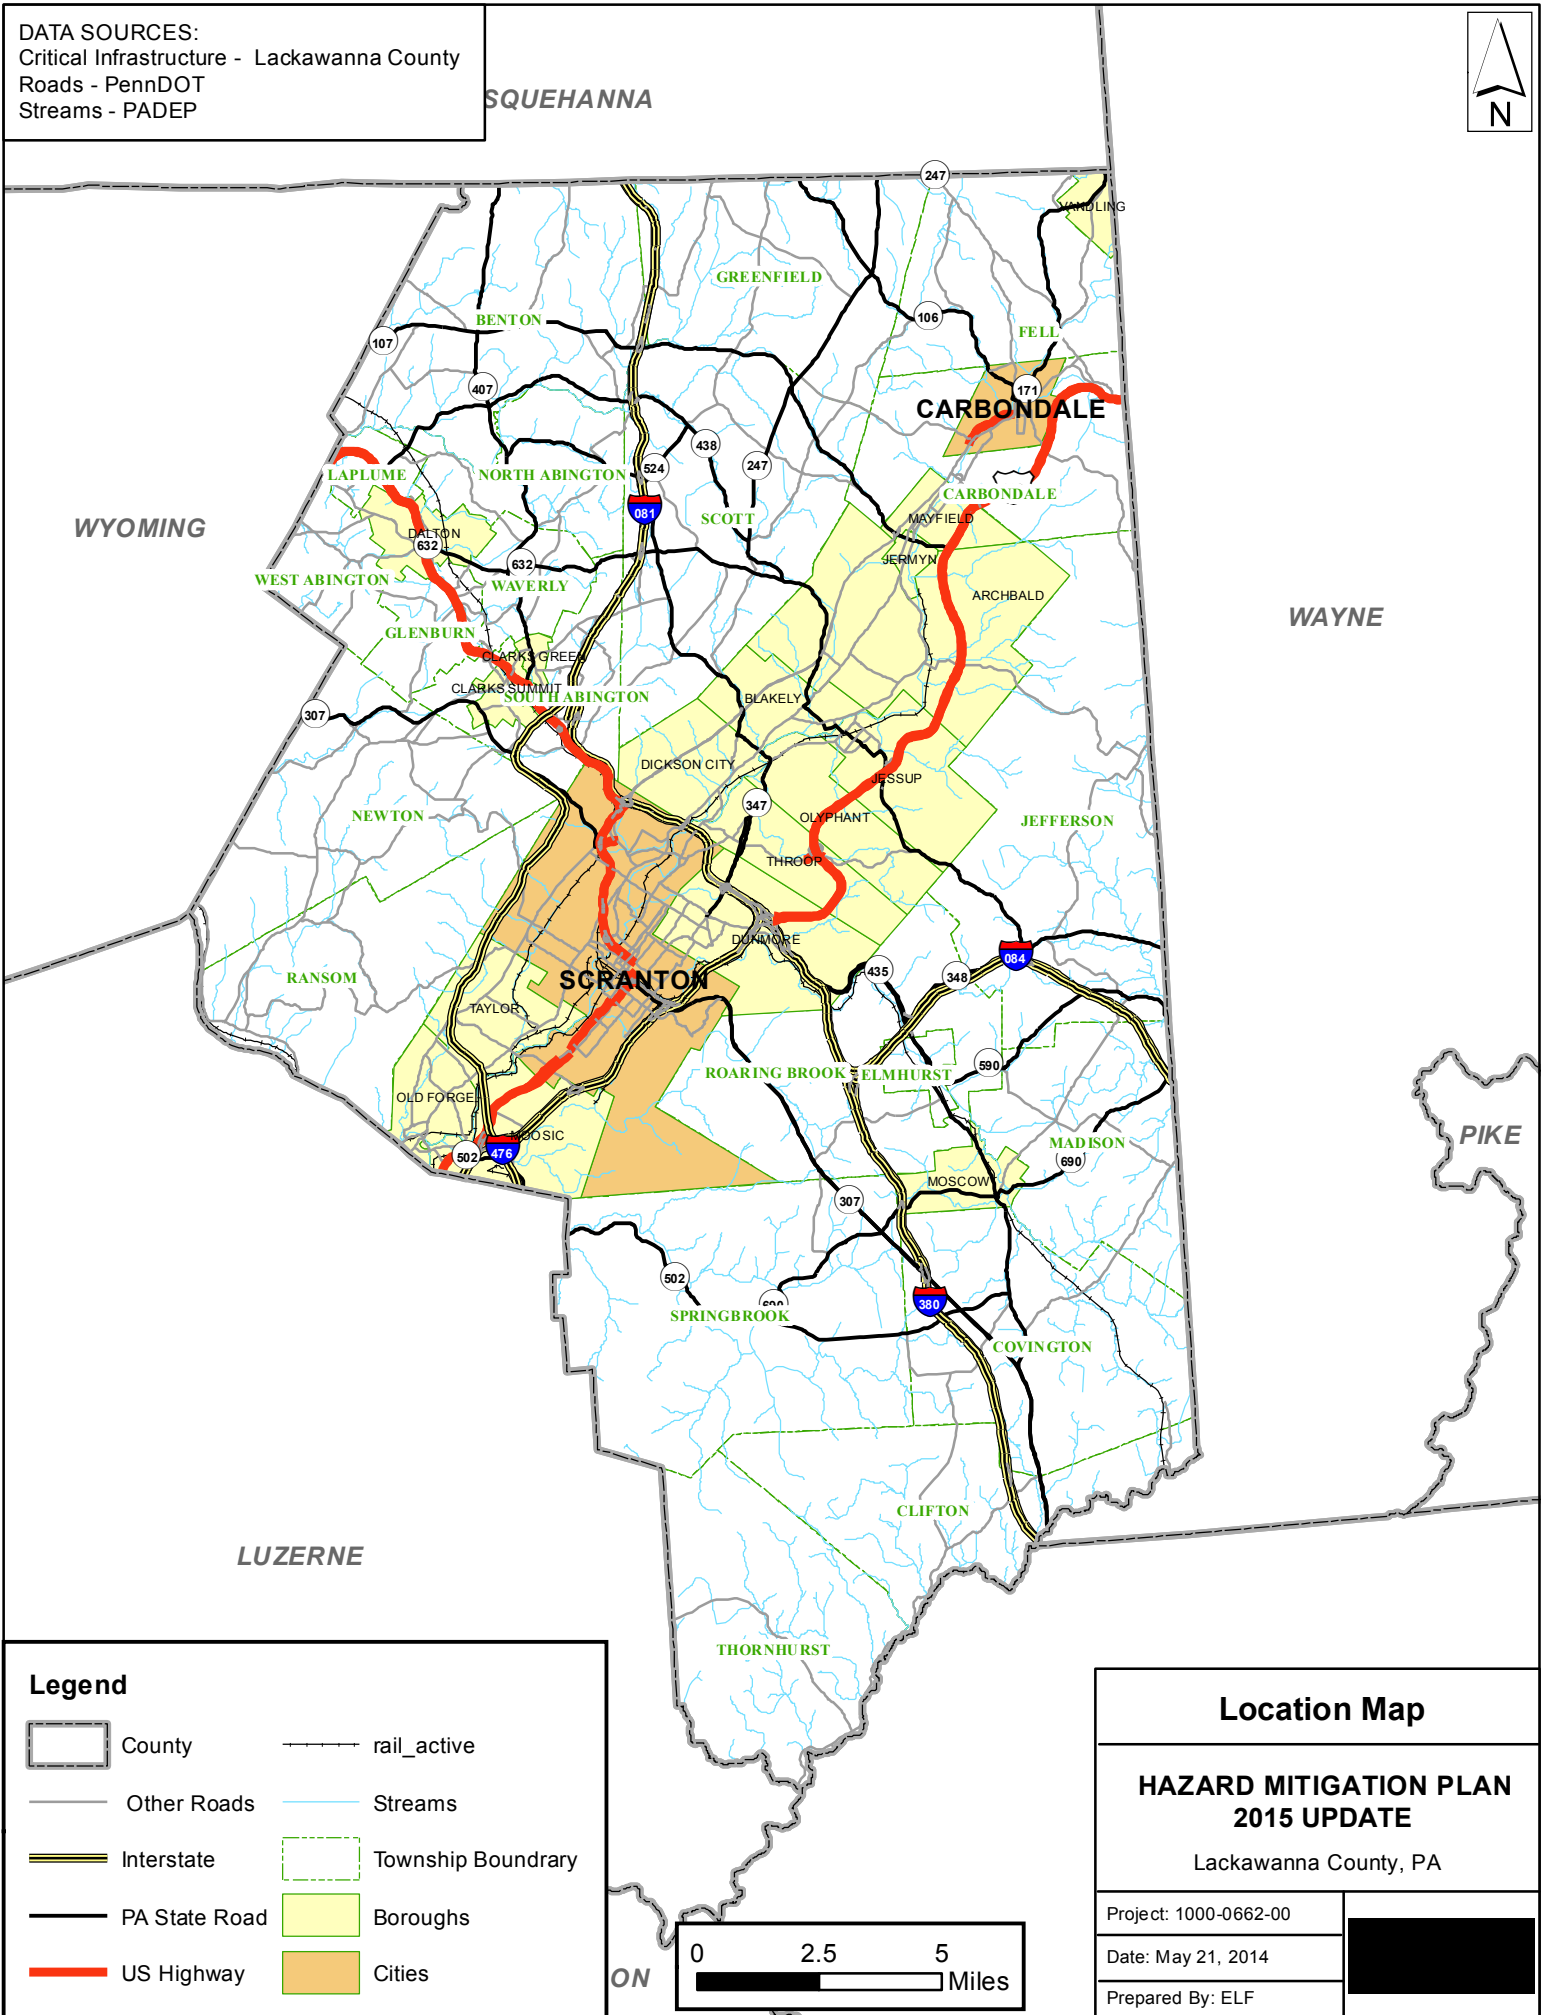 DATA SOURCES:
Critical Infrastructure - Lackawanna County
Roads - PennDOT
Streams - PADEP
SQUEHANNA
N
247
VANDLING
GREENFIELD
BENTON
106
FELL
107
407
171
CARBONDALE
438
524
247
LAPLUME
NORTH ABINGTON
CARBONDALE
081
SCOTT
MAYFIELD
WYOMING
DALTON
632
JERMYN
632
WEST ABINGTON
WAVERLY
ARCHBALD
WAYNE
GLENBURN
CLARKS GREEN
CLARKS SUMMIT
SOUTH ABINGTON
BLAKELY
307
DICKSON CITY
JESSUP
347
NEWTON
OLYPHANT
JEFFERSON
THROOP
DUNMORE
084
435
348
RANSOM
SCRANTON
TAYLOR
590
ROARING BROOK
ELMHURST
OLD FORGE
MOOSIC
MADISON
PIKE
502
476
690
MOSCOW
307
502
690
380
SPRINGBROOK
COVINGTON
CLIFTON
LUZERNE
THORNHURST
Legend
County
rail_active
Other Roads
Streams
Interstate
Township Boundrary
PA State Road
Boroughs
US Highway
Cities
ON
0 2.5 5
Miles
Location Map
HAZARD MITIGATION PLAN
2015 UPDATE
Lackawanna County, PA
Project: 1000-0662-00
Date: May 21, 2014
Prepared By: ELF